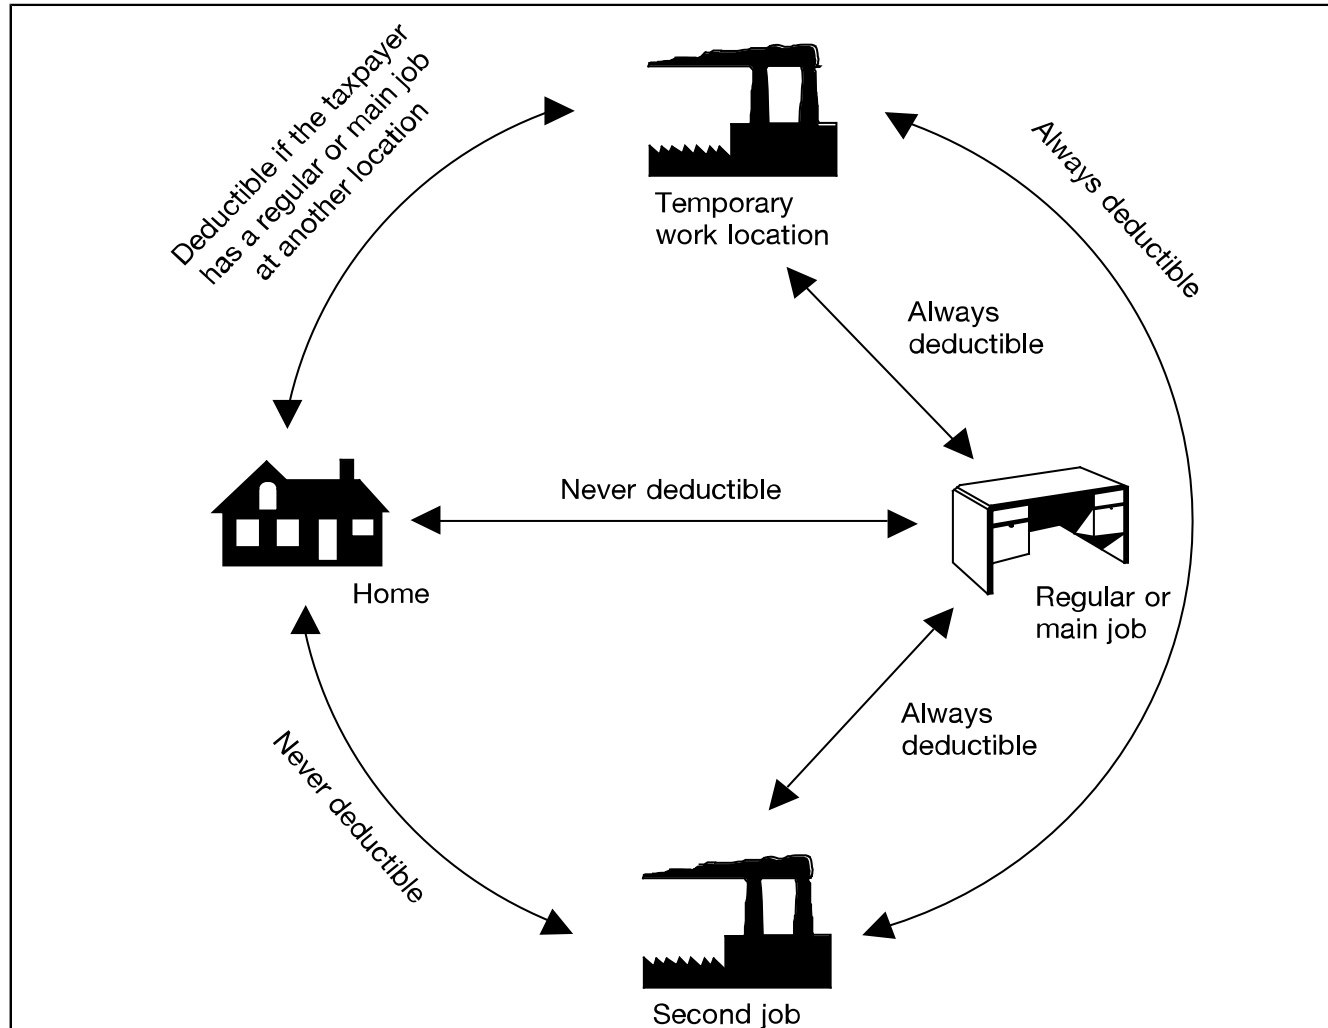 Deductible if the taxpayer
has a regular or main job
at another location
Temporary
work location
Always deductible
Always
deductible
Never deductible
Home
Regular or
main job
Always
deductible
Never deductible
Second job